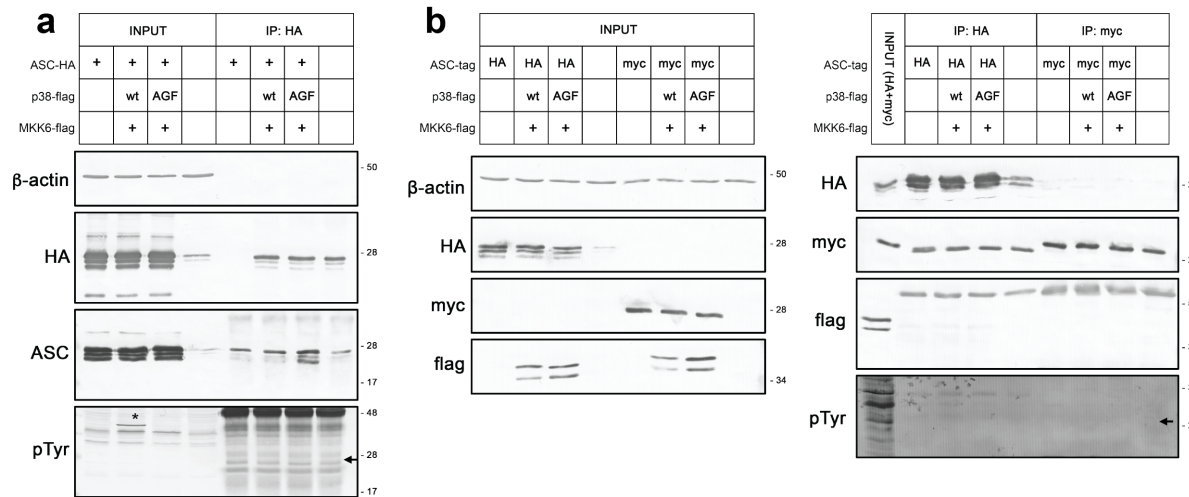 a
INPUT IP: HA
ASC-HA + + + + + +
p38-flag wt AGF wt AGF
MKK6-flag + + + +
β-actin - 50
HA - 28
ASC - 28
- 17
pTyr * - 48
- 28
- 17
b
INPUT
ASC-tag HA HA HA myc myc myc
p38-flag wt AGF wt AGF
MKK6-flag + + + +
β-actin - 50
HA - 28
myc - 28
flag - 34
INPUT (HA+myc) IP: HA IP: myc
ASC-tag HA HA HA myc myc myc
p38-flag wt AGF wt AGF
MKK6-flag + + + +
HA
myc
flag
pTyr